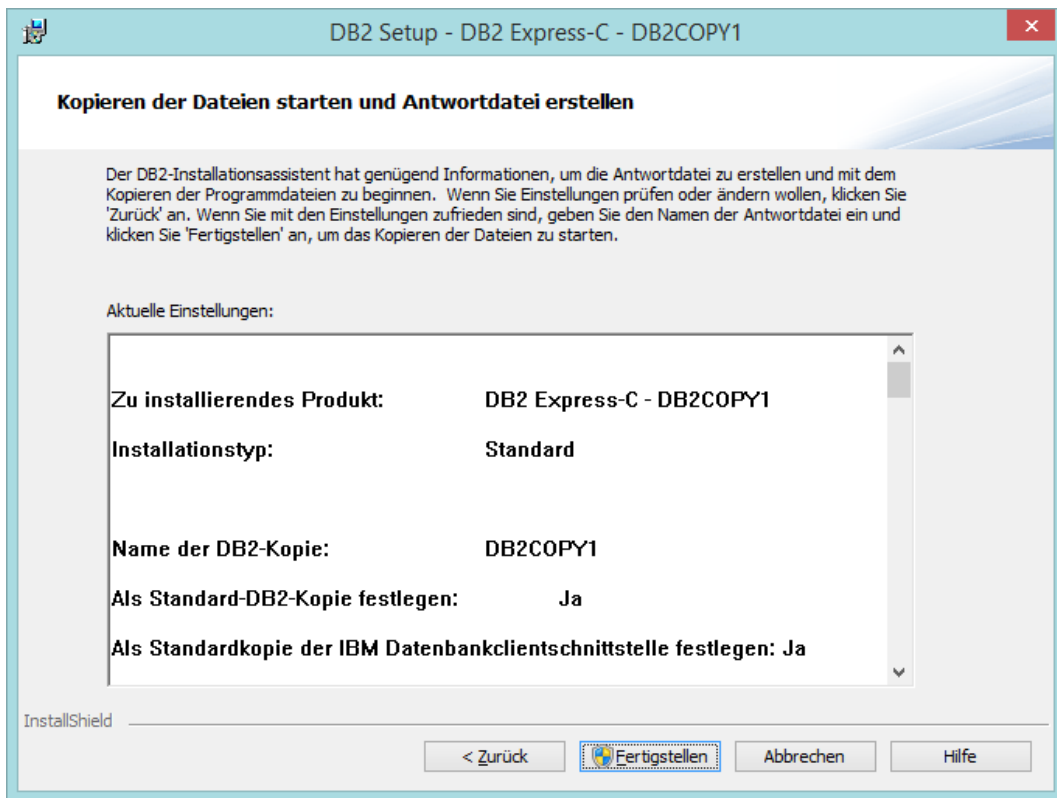 DB2 Setup - DB2 Express-C - DB2COPY1
Kopieren der Dateien starten und Antwortdatei erstellen
Der DB2-Installationsassistent hat genügend Informationen, um die Antwortdatei zu erstellen und mit dem
Kopieren der Programmdateien zu beginnen. Wenn Sie Einstellungen prüfen oder ändern wollen, klicken Sie
'Zurück' an. Wenn Sie mit den Einstellungen zufrieden sind, geben Sie den Namen der Antwortdatei ein und
klicken Sie 'Fertigstellen' an, um das Kopieren der Dateien zu starten.
Aktuelle Einstellungen:
Zu installierendes Produkt: DB2 Express-C - DB2COPY1
Installationstyp: Standard
Name der DB2-Kopie: DB2COPY1
Als Standard-DB2-Kopie festlegen: Ja
Als Standardkopie der IBM Datenbankclientschnittstelle festlegen: Ja
InstallShield
< Zurück Fertigstellen Abbrechen Hilfe